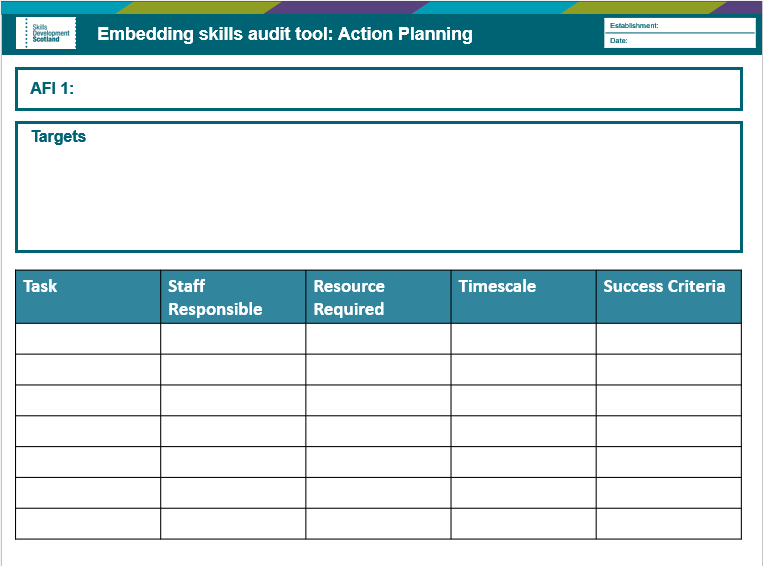 Skills
Development
Scotland
Embedding skills audit tool: Action Planning
Establishment:
Date:
AFI 1:
Targets
Task
Staff
Responsible
Resource
Required
Timescale
Success Criteria